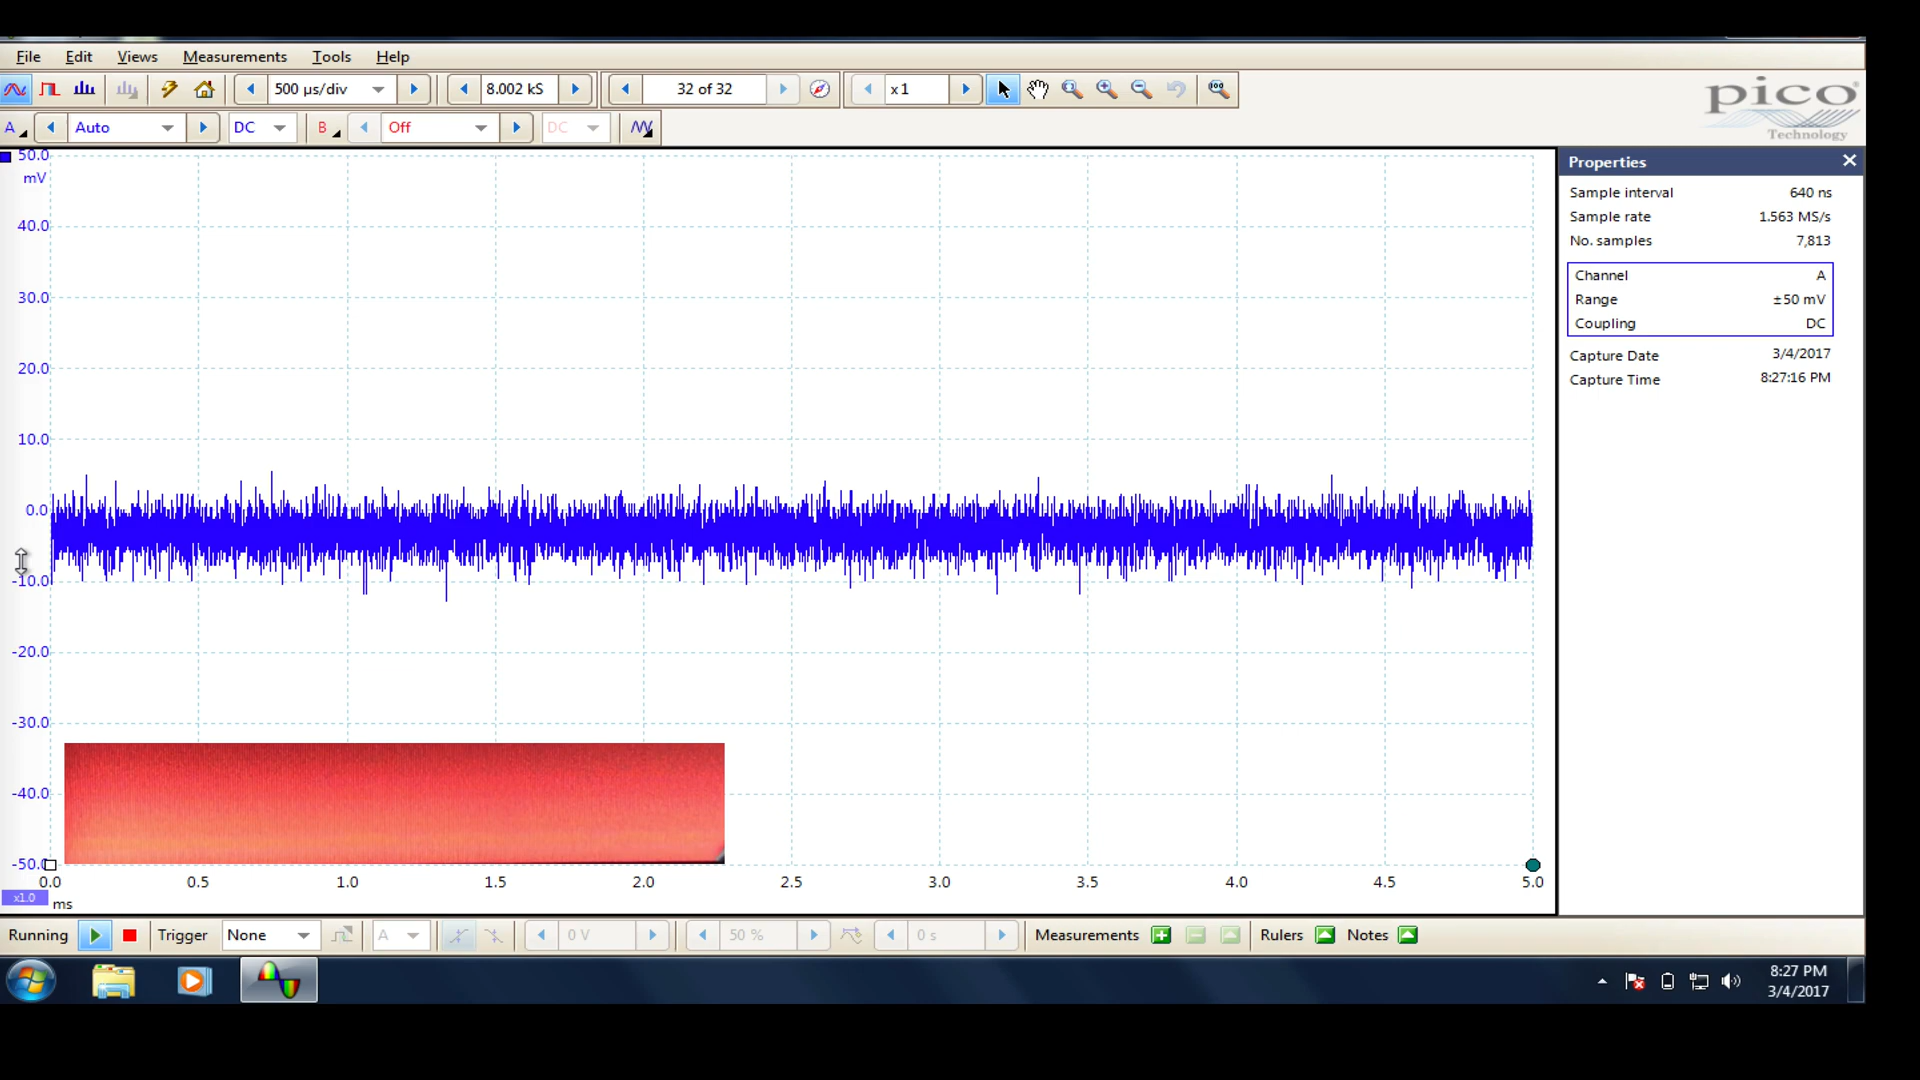 File Edit Views Measurements Tools Help
500 µs/div 8.002 kS 32 of 32 x1
A Auto DC B Off DC
pico
Technology
50.0
mV
40.0
30.0
20.0
10.0
0.0
-10.0
-20.0
-30.0
-40.0
-50.0
0.0 0.5 1.0 1.5 2.0 2.5 3.0 3.5 4.0 4.5 5.0
x1.0
ms
Properties
Sample interval 640 ns
Sample rate 1.563 MS/s
No. samples 7,813
Channel A
Range ±50 mV
Coupling DC
Capture Date 3/4/2017
Capture Time 8:27:16 PM
Running Trigger None A 0 V 50 % 0 s Measurements Rulers Notes
8:27 PM
3/4/2017